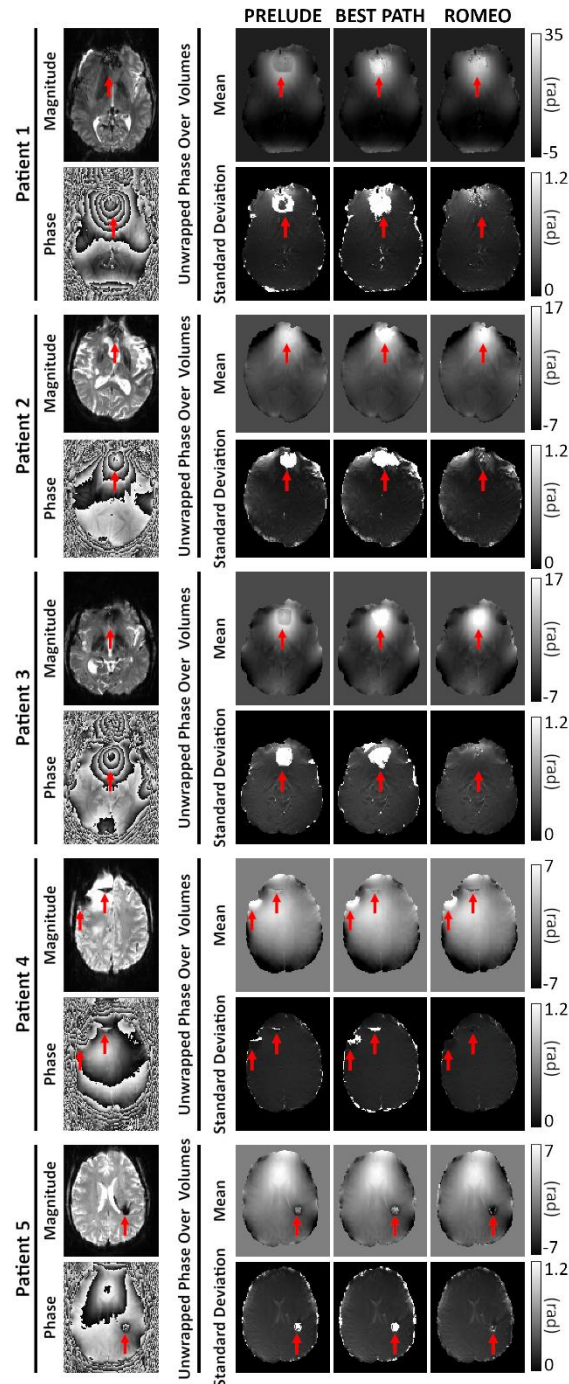 PRELUDE BEST PATH ROMEO
Patient 1
Magnitude
Phase
Unwrapped Phase Over Volumes
Mean
Standard Deviation
35
(rad)
-5
1.2
(rad)
0
Patient 2
Magnitude
Phase
Unwrapped Phase Over Volumes
Mean
Standard Deviation
17
(rad)
-7
1.2
(rad)
0
Patient 3
Magnitude
Phase
Unwrapped Phase Over Volumes
Mean
Standard Deviation
17
(rad)
-7
1.2
(rad)
0
Patient 4
Magnitude
Phase
Unwrapped Phase Over Volumes
Mean
Standard Deviation
7
(rad)
-7
1.2
(rad)
0
Patient 5
Magnitude
Phase
Unwrapped Phase Over Volumes
Mean
Standard Deviation
7
(rad)
-7
1.2
(rad)
0